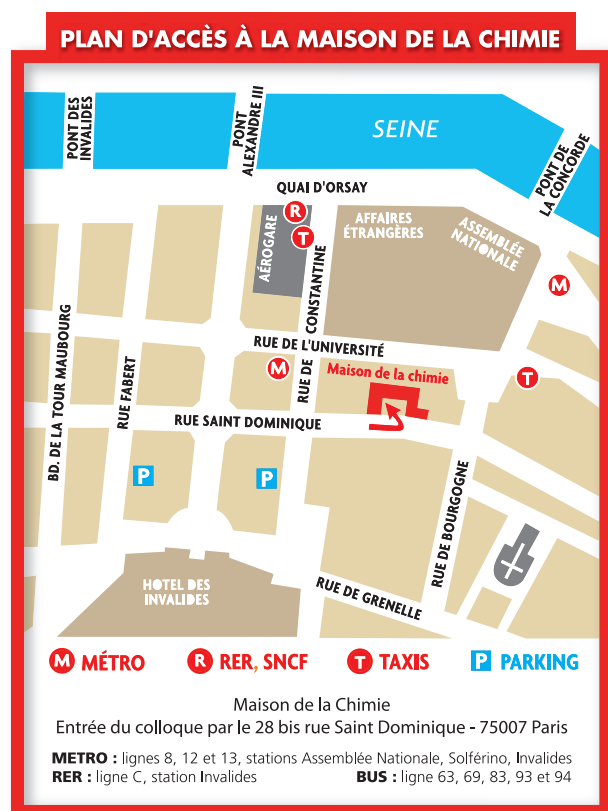 PLAN D'ACCÈS À LA MAISON DE LA CHIMIE
PONT DES
INVALIDES
PONT
ALEXANDRE III
SEINE
PONT DE
LA CONCORDE
QUAI D'ORSAY
R
T
AÉROGARE
AFFAIRES
ÉTRANGÈRES
ASSEMBLÉE
NATIONALE
M
RUE DE CONSTANTINE
RUE DE L'UNIVERSITÉ
M
Maison de la chimie
T
BD. DE LA TOUR MAUBOURG
RUE FABERT
RUE SAINT DOMINIQUE
P
P
RUE DE BOURGOGNE
HOTEL DES
INVALIDES
RUE DE GRENELLE
M MÉTRO
R RER, SNCF
T TAXIS
P PARKING
Maison de la Chimie
Entrée du colloque par le 28 bis rue Saint Dominique - 75007 Paris
METRO : lignes 8, 12 et 13, stations Assemblée Nationale, Solférino, Invalides
RER : ligne C, station Invalides
BUS : ligne 63, 69, 83, 93 et 94